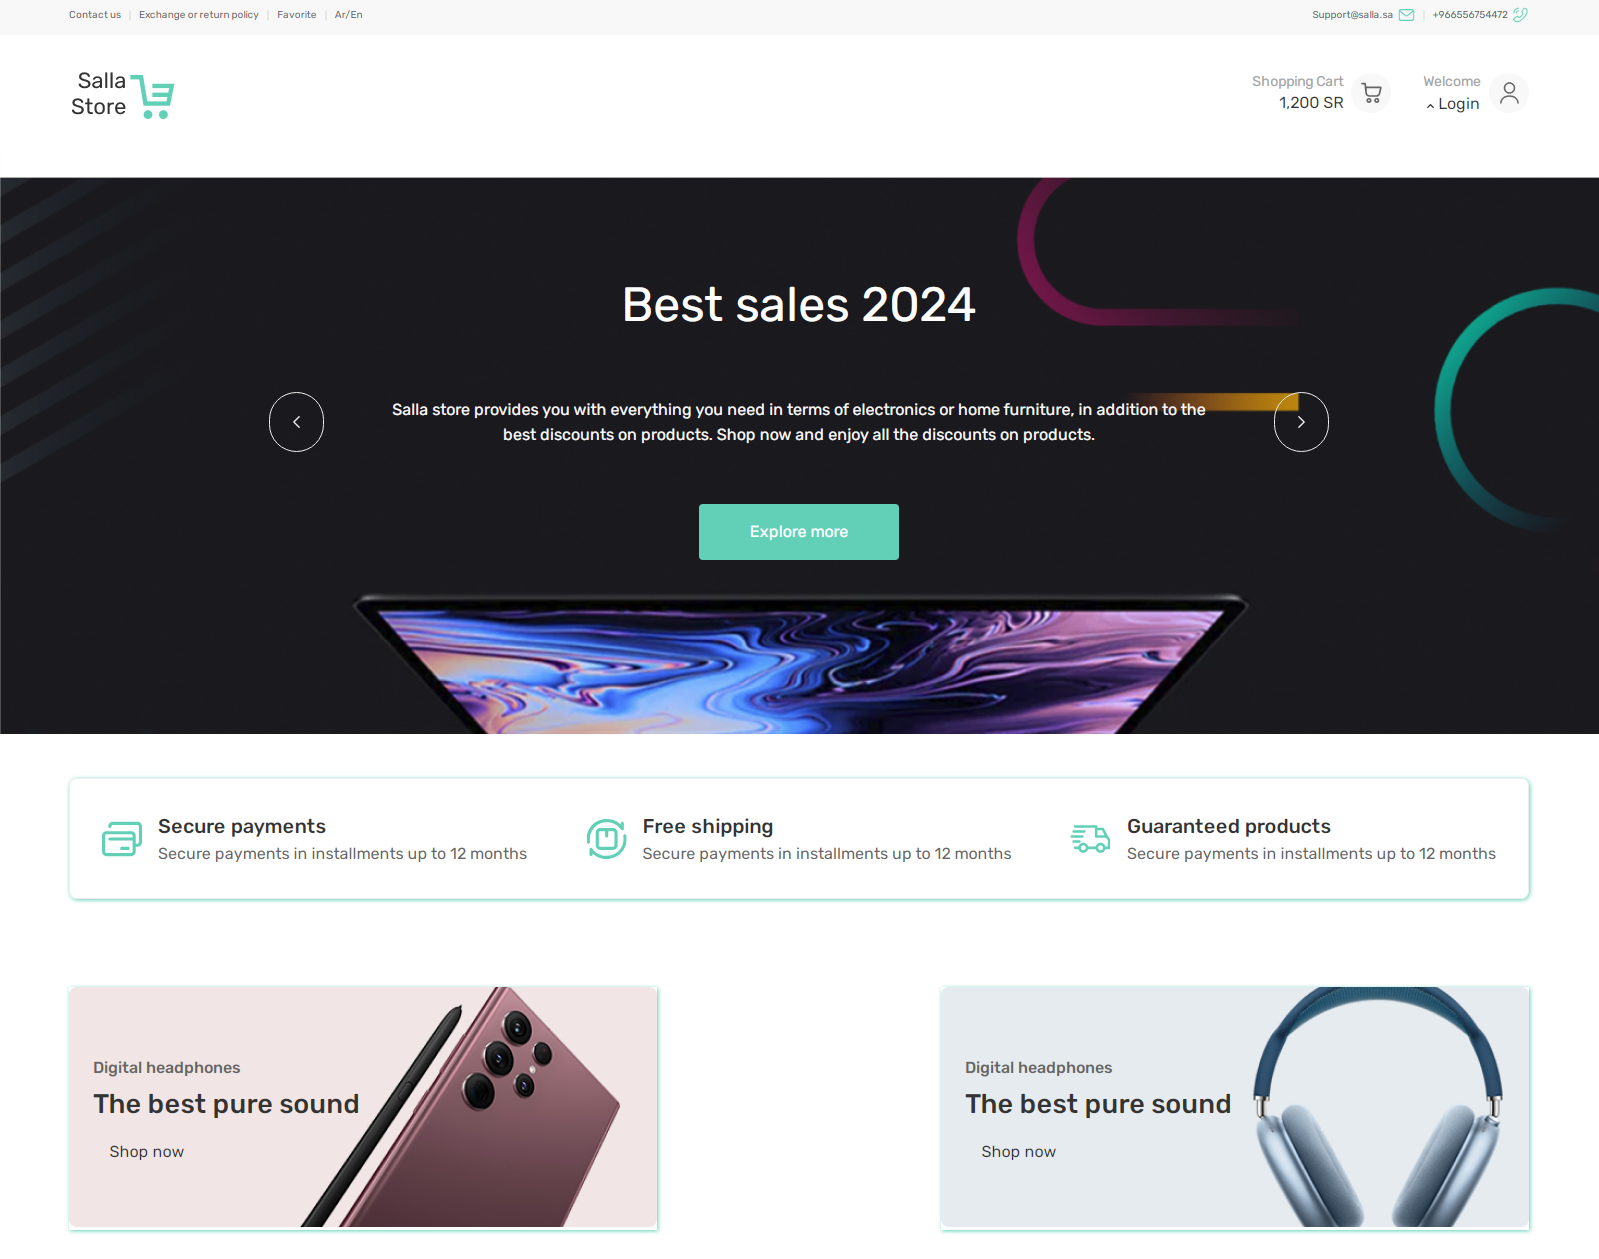 Contact us | Exchange or return policy | Favorite | Ar/En
Support@salla.sa | +966556754472
Salla
Store
Shopping Cart
1,200 SR
Welcome
Login
Best sales 2024
Salla store provides you with everything you need in terms of electronics or home furniture, in addition to the
best discounts on products. Shop now and enjoy all the discounts on products.
Explore more
Secure payments
Secure payments in installments up to 12 months
Free shipping
Secure payments in installments up to 12 months
Guaranteed products
Secure payments in installments up to 12 months
Digital headphones
The best pure sound
Shop now
Digital headphones
The best pure sound
Shop now